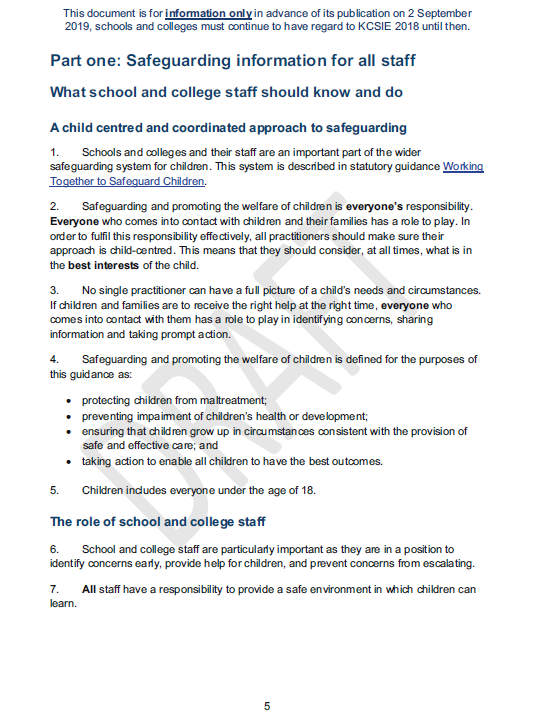 This document is for information only in advance of its publication on 2 September
2019, schools and colleges must continue to have regard to KCSIE 2018 until then.
Part one: Safeguarding information for all staff
What school and college staff should know and do
A child centred and coordinated approach to safeguarding
1. Schools and colleges and their staff are an important part of the wider
safeguarding system for children. This system is described in statutory guidance Working
Together to Safeguard Children.
2. Safeguarding and promoting the welfare of children is everyone's responsibility.
Everyone who comes into contact with children and their families has a role to play. In
order to fulfil this responsibility effectively, all practitioners should make sure their
approach is child-centred. This means that they should consider, at all times, what is in
the best interests of the child.
3. No single practitioner can have a full picture of a child's needs and circumstances.
If children and families are to receive the right help at the right time, everyone who
comes into contact with them has a role to play in identifying concerns, sharing
information and taking prompt action.
4. Safeguarding and promoting the welfare of children is defined for the purposes of
this guidance as:
• protecting children from maltreatment;
• preventing impairment of children's health or development;
• ensuring that children grow up in circumstances consistent with the provision of
safe and effective care; and
• taking action to enable all children to have the best outcomes.
5. Children includes everyone under the age of 18.
The role of school and college staff
6. School and college staff are particularly important as they are in a position to
identify concerns early, provide help for children, and prevent concerns from escalating.
7. All staff have a responsibility to provide a safe environment in which children can
learn.
DRAFT
5